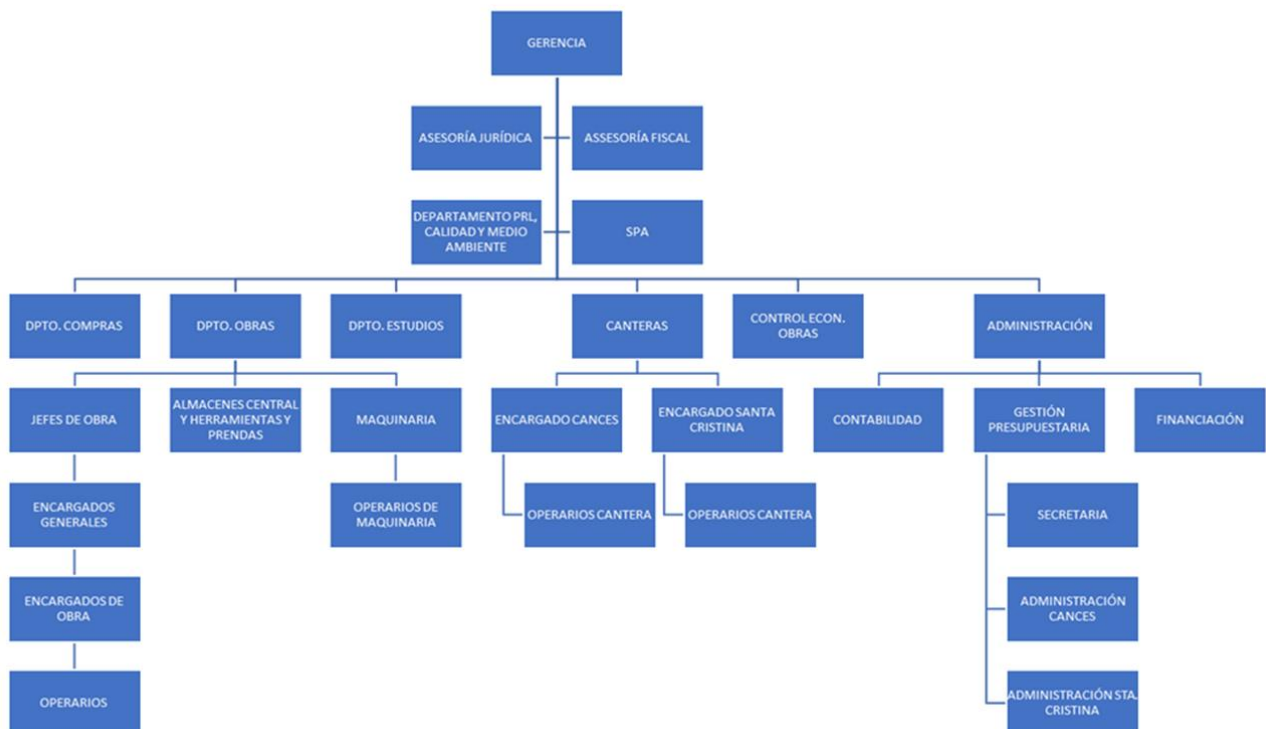 GERENCIA
ASESORÍA JURÍDICA
ASSESORÍA FISCAL
DEPARTAMENTO PRL,
CALIDAD Y MEDIO
AMBIENTE
SPA
DPTO. COMPRAS
DPTO. OBRAS
DPTO. ESTUDIOS
CANTERAS
CONTROL ECON.
OBRAS
ADMINISTRACIÓN
JEFES DE OBRA
ALMACENES CENTRAL
Y HERRAMIENTAS Y
PRENDAS
MAQUINARIA
ENCARGADO CANCES
ENCARGADO SANTA
CRISTINA
CONTABILIDAD
GESTIÓN
PRESUPUESTARIA
FINANCIACIÓN
ENCARGADOS
GENERALES
OPERARIOS DE
MAQUINARIA
OPERARIOS CANTERA
OPERARIOS CANTERA
SECRETARIA
ENCARGADOS DE
OBRA
ADMINISTRACIÓN
CANCES
OPERARIOS
ADMINISTRACIÓN STA.
CRISTINA